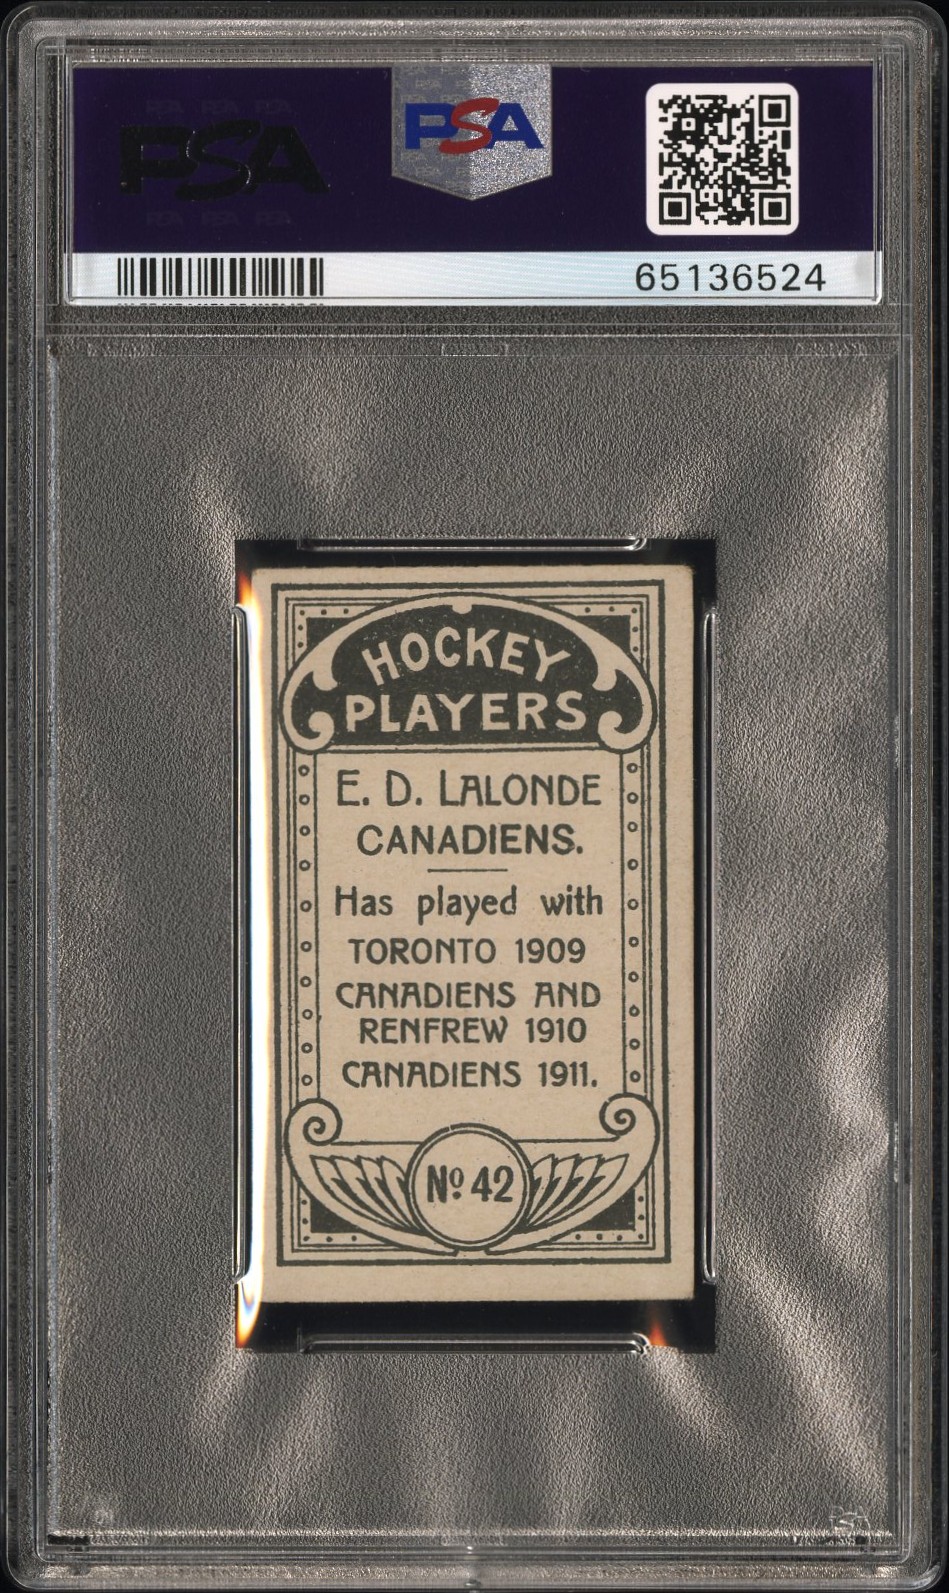 PSA
PSA
65136524
HOCKEY
PLAYERS
E. D. LALONDE
CANADIENS.
Has played with
TORONTO 1909
CANADIENS AND
RENFREW 1910
CANADIENS 1911.
No. 42